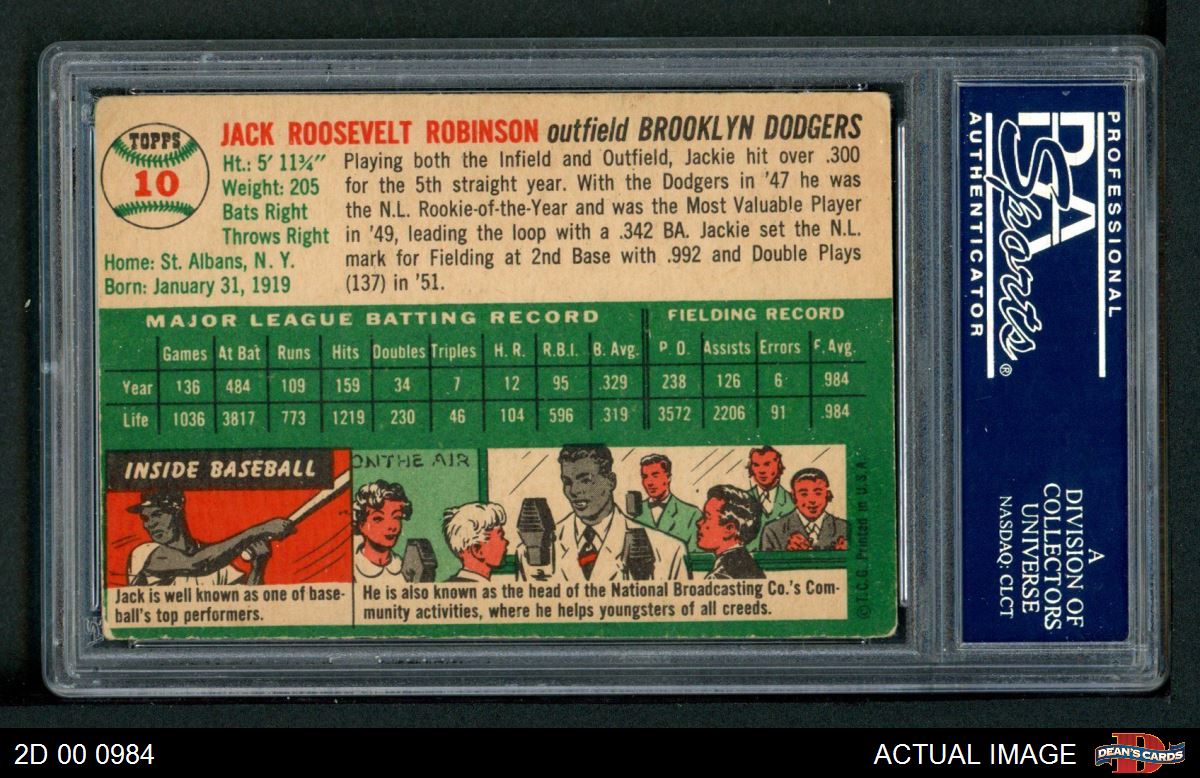 TOPPS
10
JACK ROOSEVELT ROBINSON outfield BROOKLYN DODGERS
Ht.: 5' 11¾"
Weight: 205
Bats Right
Throws Right
Home: St. Albans, N. Y.
Born: January 31, 1919
Playing both the Infield and Outfield, Jackie hit over .300
for the 5th straight year. With the Dodgers in '47 he was
the N.L. Rookie-of-the-Year and was the Most Valuable Player
in '49, leading the loop with a .342 BA. Jackie set the N.L.
mark for Fielding at 2nd Base with .992 and Double Plays
(137) in '51.
MAJOR LEAGUE BATTING RECORD FIELDING RECORD
Games At Bat Runs Hits Doubles Triples H. R. R.B.I. B. Avg. P. O. Assists Errors F. Avg.
Year 136 484 109 159 34 7 12 95 .329 238 126 6 .984
Life 1036 3817 773 1219 230 46 104 596 .319 3572 2206 91 .984
INSIDE BASEBALL
ON THE AIR
Jack is well known as one of base-
ball's top performers.
He is also known as the head of the National Broadcasting Co.'s Com-
munity activities, where he helps youngsters of all creeds.
© T.C.G. Printed in U.S.A.
PROFESSIONAL
PSA
Sports®
AUTHENTICATOR
A
DIVISION OF
COLLECTORS
UNIVERSE
NASDAQ: CLCT
2D 00 0984
ACTUAL IMAGE
DEAN'S CARDS